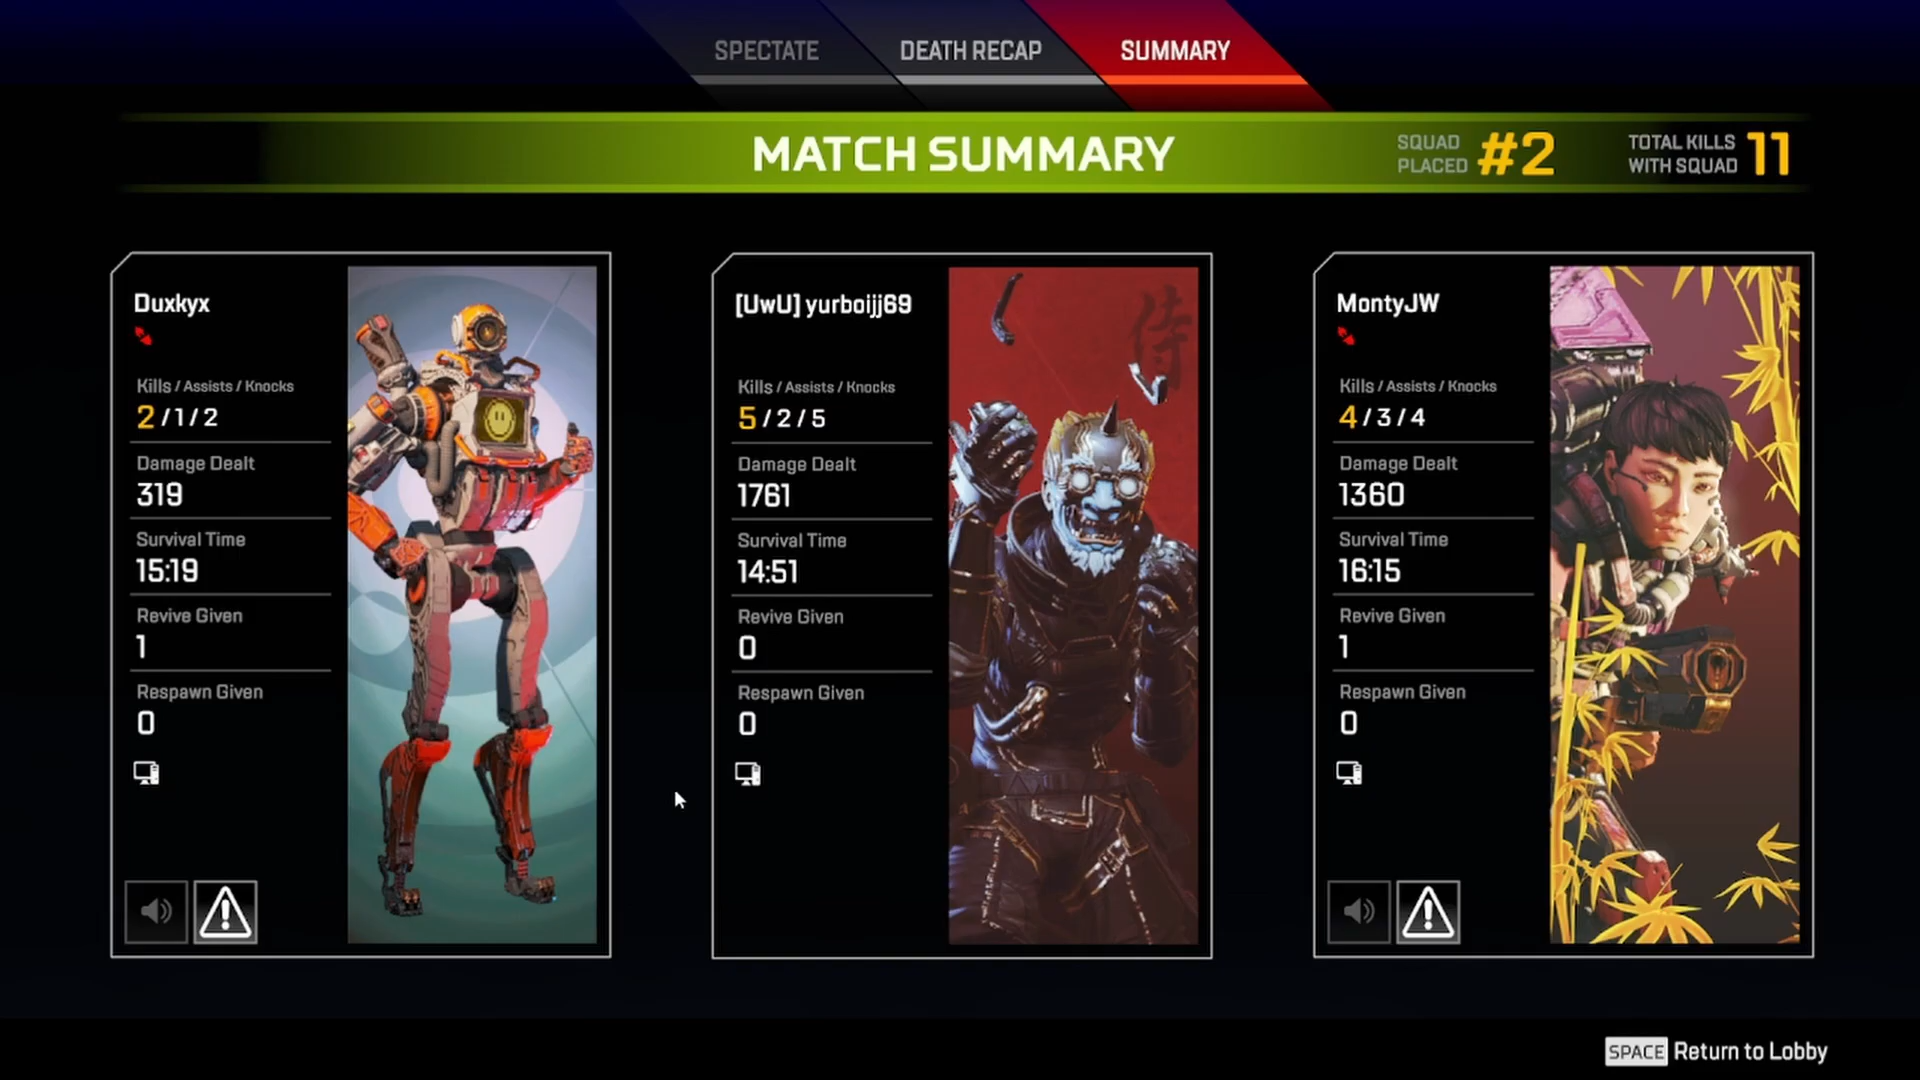 SPECTATE
DEATH RECAP
SUMMARY
MATCH SUMMARY
SQUAD PLACED #2
TOTAL KILLS WITH SQUAD 11
Duxkyx
Kills / Assists / Knocks
2 / 1 / 2
Damage Dealt
319
Survival Time
15:19
Revive Given
1
Respawn Given
0
[UwU] yurboijj69
Kills / Assists / Knocks
5 / 2 / 5
Damage Dealt
1761
Survival Time
14:51
Revive Given
0
Respawn Given
0
侍
MontyJW
Kills / Assists / Knocks
4 / 3 / 4
Damage Dealt
1360
Survival Time
16:15
Revive Given
1
Respawn Given
0
SPACE Return to Lobby